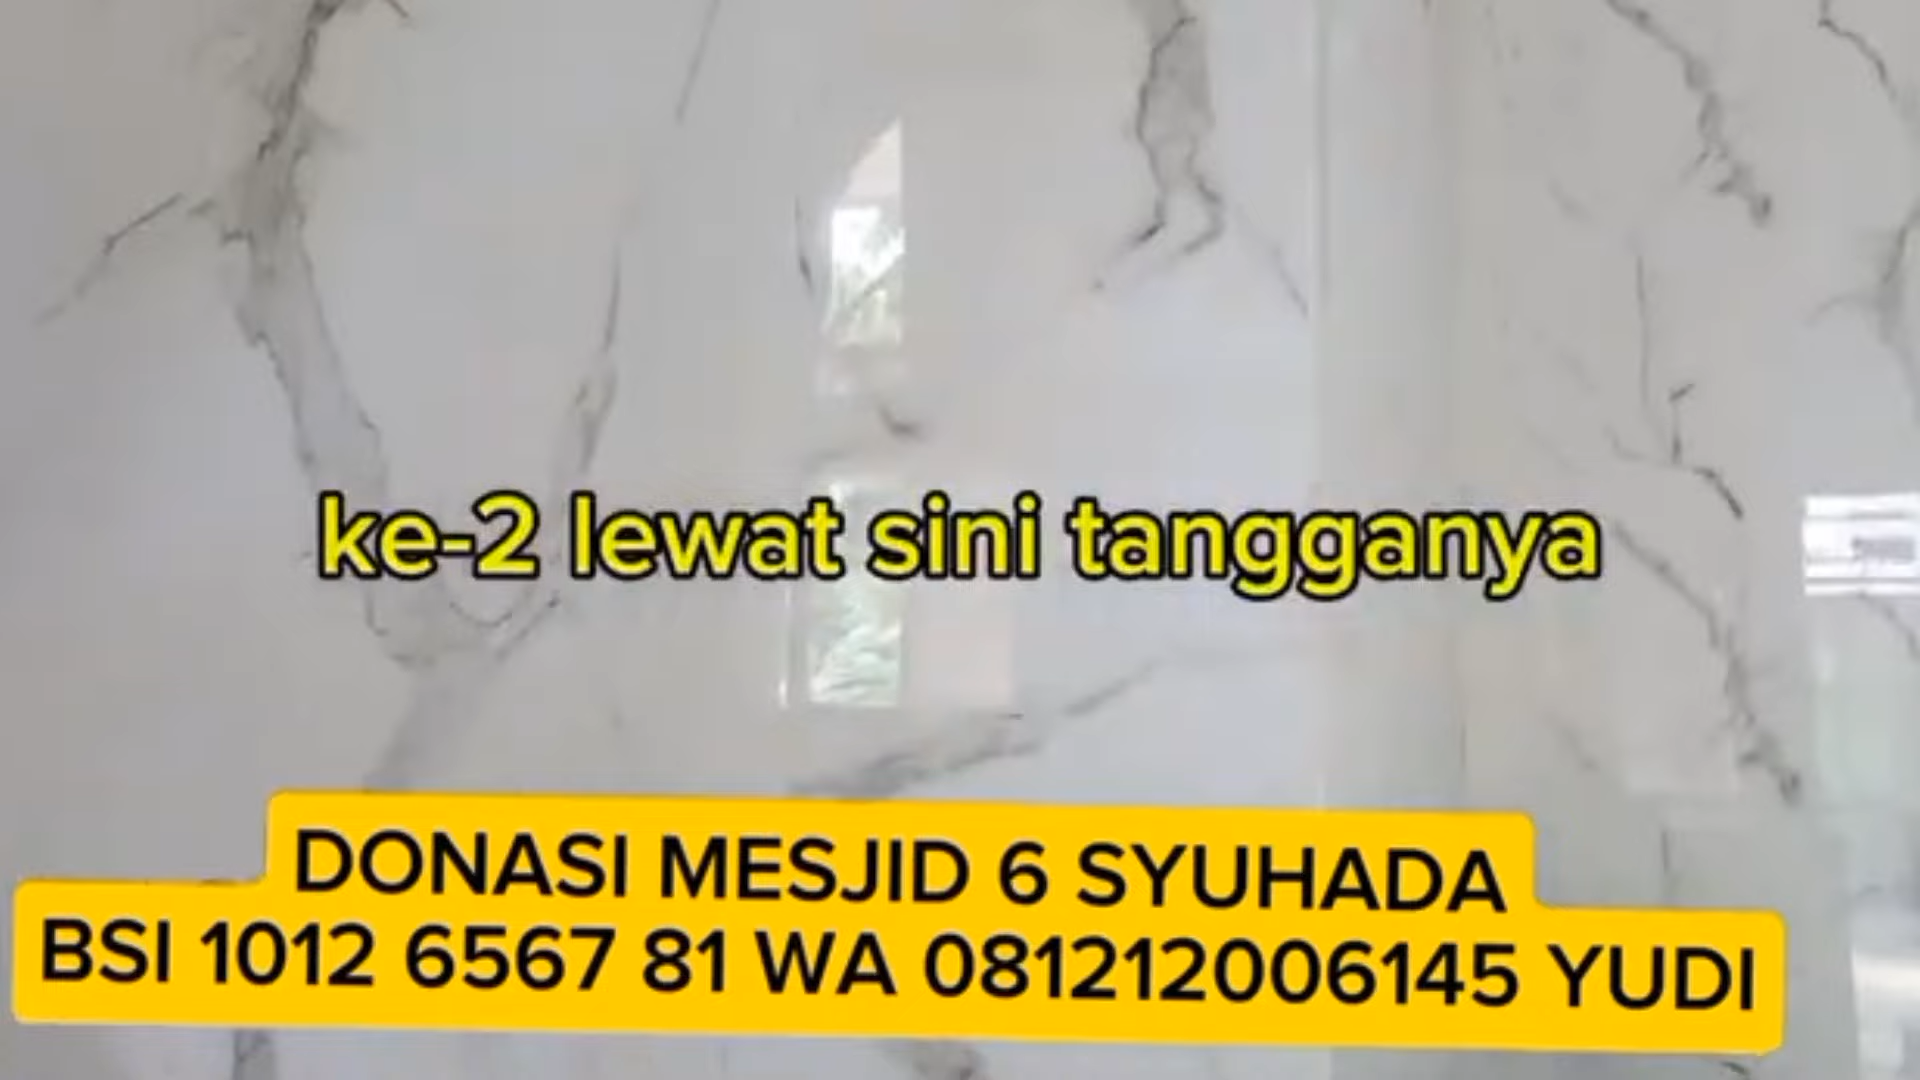 ke-2 lewat sini tangganya
DONASI MESJID 6 SYUHADA
BSI 1012 6567 81 WA 081212006145 YUDI